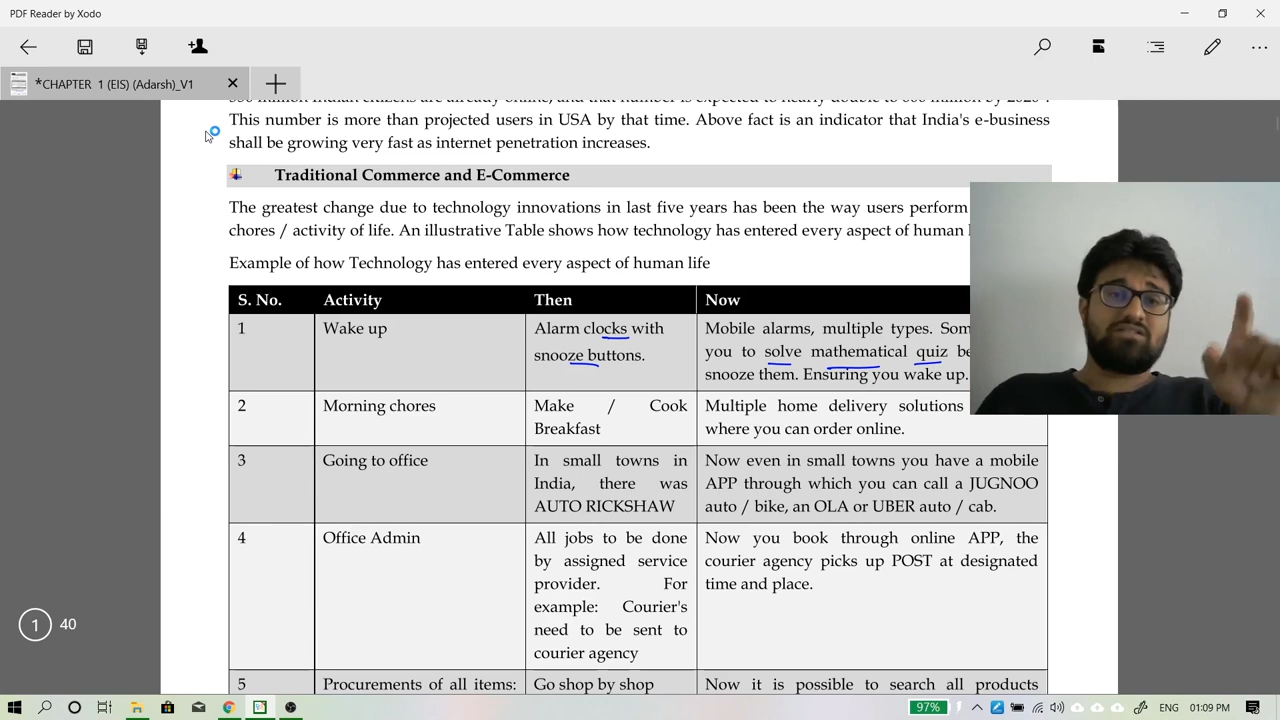 PDF Reader by Xodo
*CHAPTER 1 (EIS) (Adarsh)_V1
This number is more than projected users in USA by that time. Above fact is an indicator that India's e-business
shall be growing very fast as internet penetration increases.
Traditional Commerce and E-Commerce
The greatest change due to technology innovations in last five years has been the way users perform
chores / activity of life. An illustrative Table shows how technology has entered every aspect of human
Example of how Technology has entered every aspect of human life
S. No. Activity Then Now
1 Wake up Alarm clocks with Mobile alarms, multiple types.
snooze buttons. you to solve mathematical quiz
snooze them. Ensuring you wake up.
2 Morning chores Make / Cook Multiple home delivery solutions
Breakfast where you can order online.
3 Going to office In small towns in Now even in small towns you have a mobile
India, there was APP through which you can call a JUGNOO
AUTO RICKSHAW auto / bike, an OLA or UBER auto / cab.
4 Office Admin All jobs to be done Now you book through online APP, the
by assigned service courier agency picks up POST at designated
provider. For time and place.
example: Courier's
need to be sent to
courier agency
5 Procurements of all items: Go shop by shop Now it is possible to search all products
1 40
97% ENG 01:09 PM